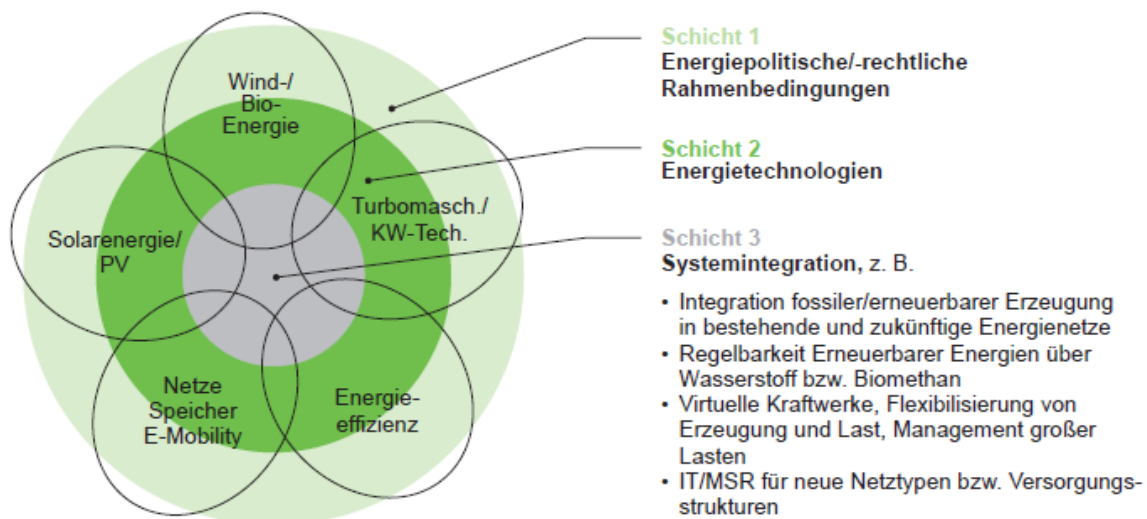 Wind-/
Bio-
Energie
Turbomasch./
KW-Tech.
Solarenergie/
PV
Netze
Speicher
E-Mobility
Energie-
effizienz
Schicht 1
Energiepolitische/-rechtliche
Rahmenbedingungen
Schicht 2
Energietechnologien
Schicht 3
Systemintegration, z. B.
• Integration fossiler/erneuerbarer Erzeugung
in bestehende und zukünftige Energienetze
• Regelbarkeit Erneuerbarer Energien über
Wasserstoff bzw. Biomethan
• Virtuelle Kraftwerke, Flexibilisierung von
Erzeugung und Last, Management großer
Lasten
• IT/MSR für neue Netztypen bzw. Versorgungs-
strukturen